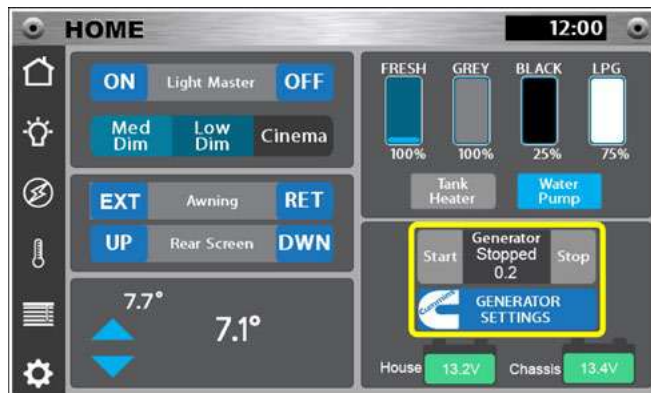 HOME 12:00
ON Light Master OFF
Med Dim Low Dim Cinema
EXT Awning RET
UP Rear Screen DWN
7.7°
7.1°
FRESH GREY BLACK LPG
100% 100% 25% 75%
Tank Heater Water Pump
Start Generator Stopped 0.2 Stop
Cummins GENERATOR SETTINGS
House 13.2V Chassis 13.4V